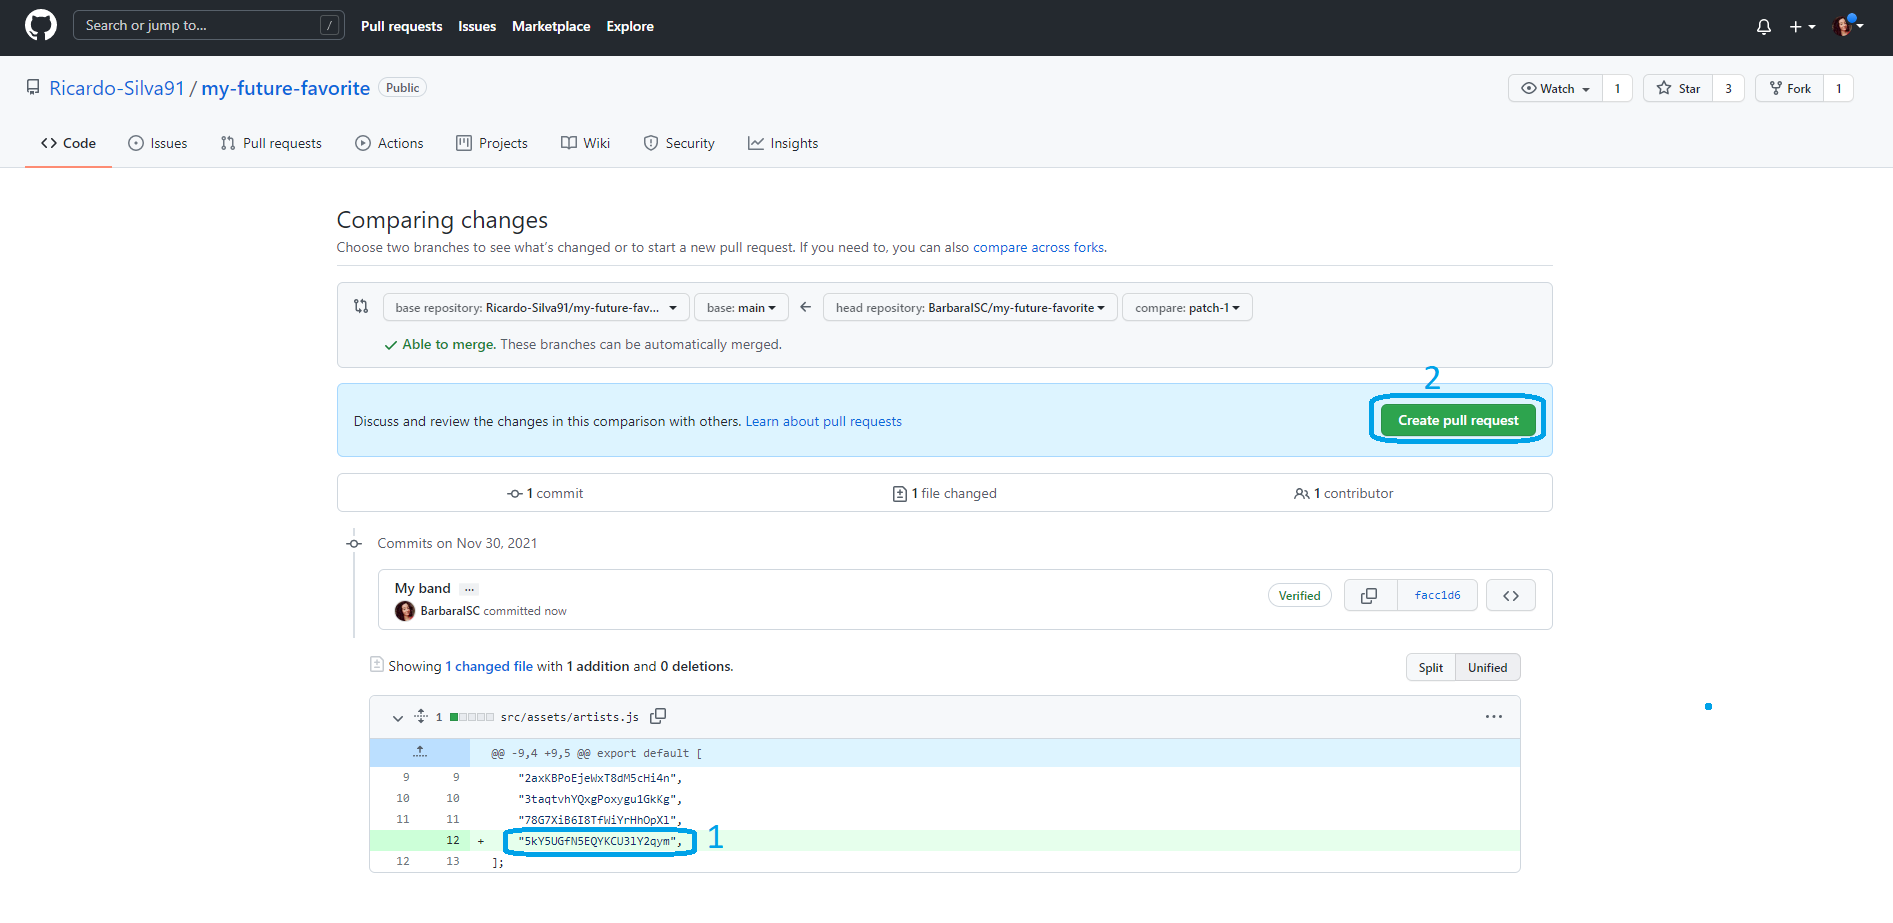 Search or jump to... /
Pull requests Issues Marketplace Explore
Ricardo-Silva91 / my-future-favorite Public
Watch 1 Star 3 Fork 1
Code Issues Pull requests Actions Projects Wiki Security Insights
Comparing changes
Choose two branches to see what's changed or to start a new pull request. If you need to, you can also compare across forks.
base repository: Ricardo-Silva91/my-future-fav... base: main head repository: BarbaraISC/my-future-favorite compare: patch-1
Able to merge. These branches can be automatically merged.
2
Discuss and review the changes in this comparison with others. Learn about pull requests Create pull request
1 commit 1 file changed 1 contributor
Commits on Nov 30, 2021
My band ...
BarbaraISC committed now
Verified facc1d6
Showing 1 changed file with 1 addition and 0 deletions.
Split Unified
1 src/assets/artists.js
@@ -9,4 +9,5 @@ export default [
9 9 "2axKBPoEjeWxT8dM5cHi4n",
10 10 "3taqtvhYQxgPoxygu1GkKg",
11 11 "78G7XiB6I8TfWiYrHhOpXl",
12 + "5kY5UGfN5EQYKCU3lY2qym", 1
12 13 ];